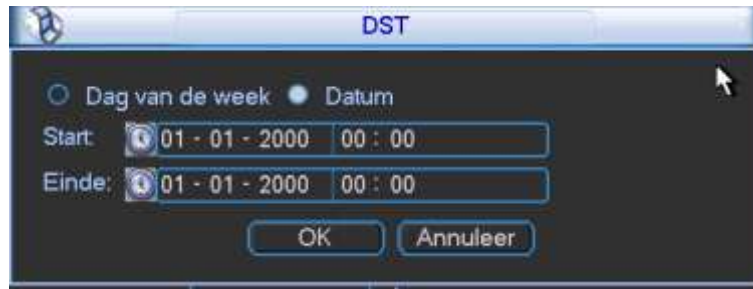 DST
Dag van de week Datum
Start: 01 - 01 - 2000 00 : 00
Einde: 01 - 01 - 2000 00 : 00
OK Annuleer